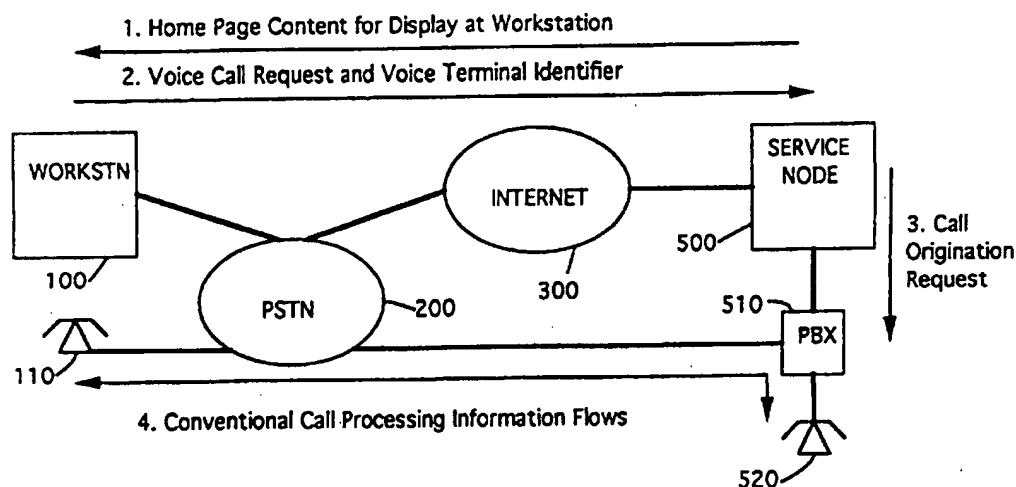 1. Home Page Content for Display at Workstation
2. Voice Call Request and Voice Terminal Identifier
WORKSTN
INTERNET
SERVICE
NODE
3. Call
Origination
Request
500
100
300
510
PSTN
200
PBX
110
4. Conventional Call Processing Information Flows
520